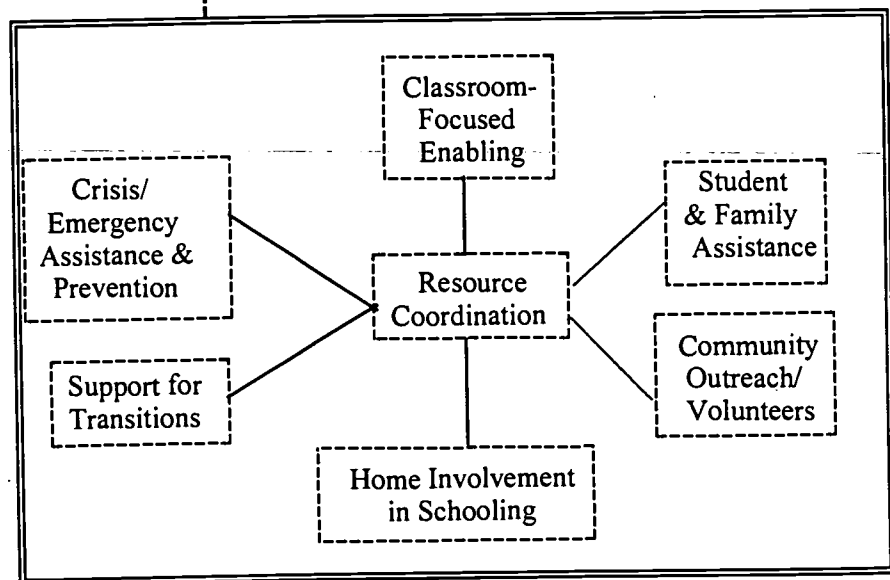 Classroom-
Focused
Enabling
Crisis/
Emergency
Assistance &
Prevention
Student
& Family
Assistance
Resource
Coordination
Support for
Transitions
Community
Outreach/
Volunteers
Home Involvement
in Schooling